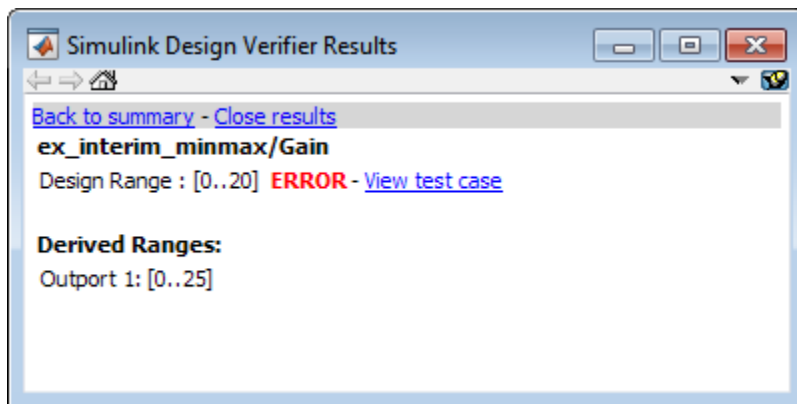 Simulink Design Verifier Results
Back to summary - Close results
ex_interim_minmax/Gain
Design Range : [0..20] ERROR - View test case
Derived Ranges:
Outport 1: [0..25]